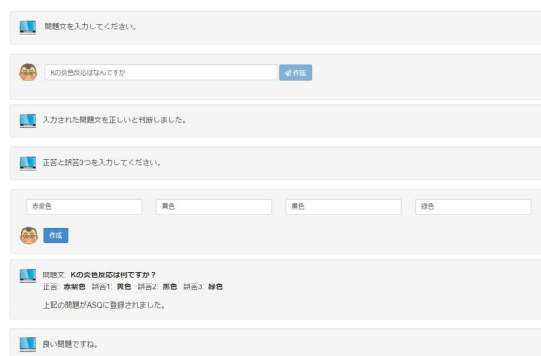 問題文を入力してください。
Kの炎色反応はなんですか
作成
入力された問題文を正しいと判断しました。
正答と誤答3つを入力してください。
赤紫色 黄色 黒色 緑色
作成
問題文: Kの炎色反応は何ですか？
正答: 赤紫色 誤答1: 黄色 誤答2: 黒色 誤答3: 緑色
上記の問題がASQに登録されました。
良い問題ですね。